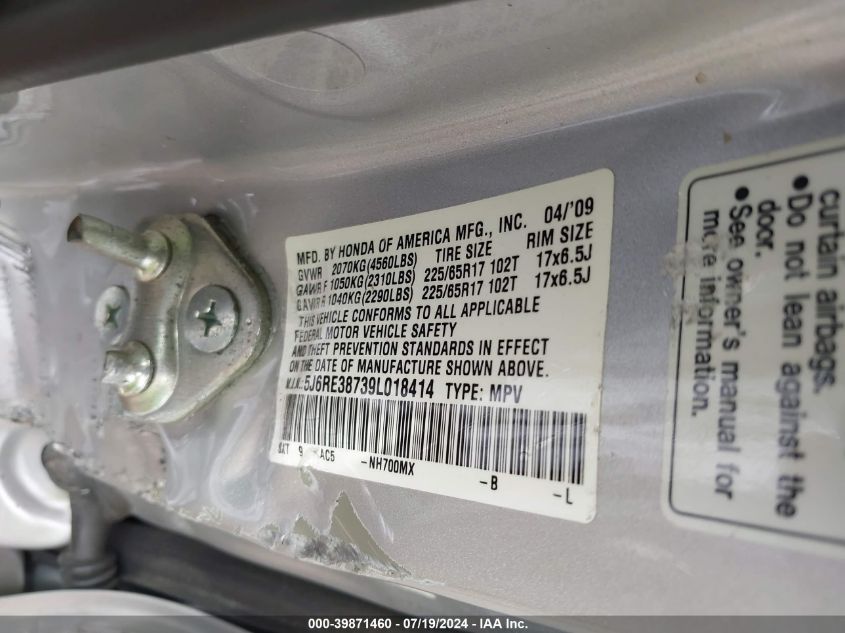 MFD. BY HONDA OF AMERICA MFG., INC. 04/'09
GVWR 2070KG(4560LBS) TIRE SIZE RIM SIZE
GAWR F 1050KG(2310LBS) 225/65R17 102T 17x6.5J
GAWR R 1040KG(2290LBS) 225/65R17 102T 17x6.5J
THIS VEHICLE CONFORMS TO ALL APPLICABLE
FEDERAL MOTOR VEHICLE SAFETY
AND THEFT PREVENTION STANDARDS IN EFFECT
ON THE DATE OF MANUFACTURE SHOWN ABOVE.
V.I.N.: 5J6RE38739L018414 TYPE: MPV
SXT 9 AC5 -NH700MX -B -L
curtain airbags.
•Do not lean against the
door.
•See owner's manual for
more information.
000-39871460 / 07/19/2024 - IAA Inc.